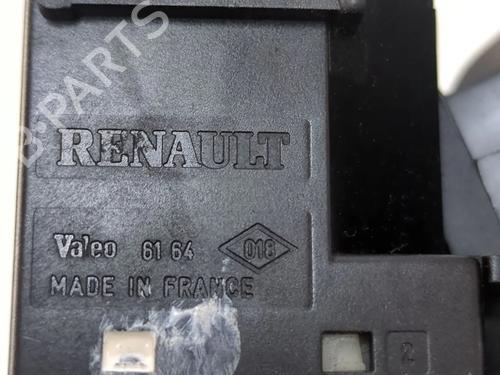 B-PARTS
RENAULT
Valeo 61 64 018
MADE IN FRANCE
2